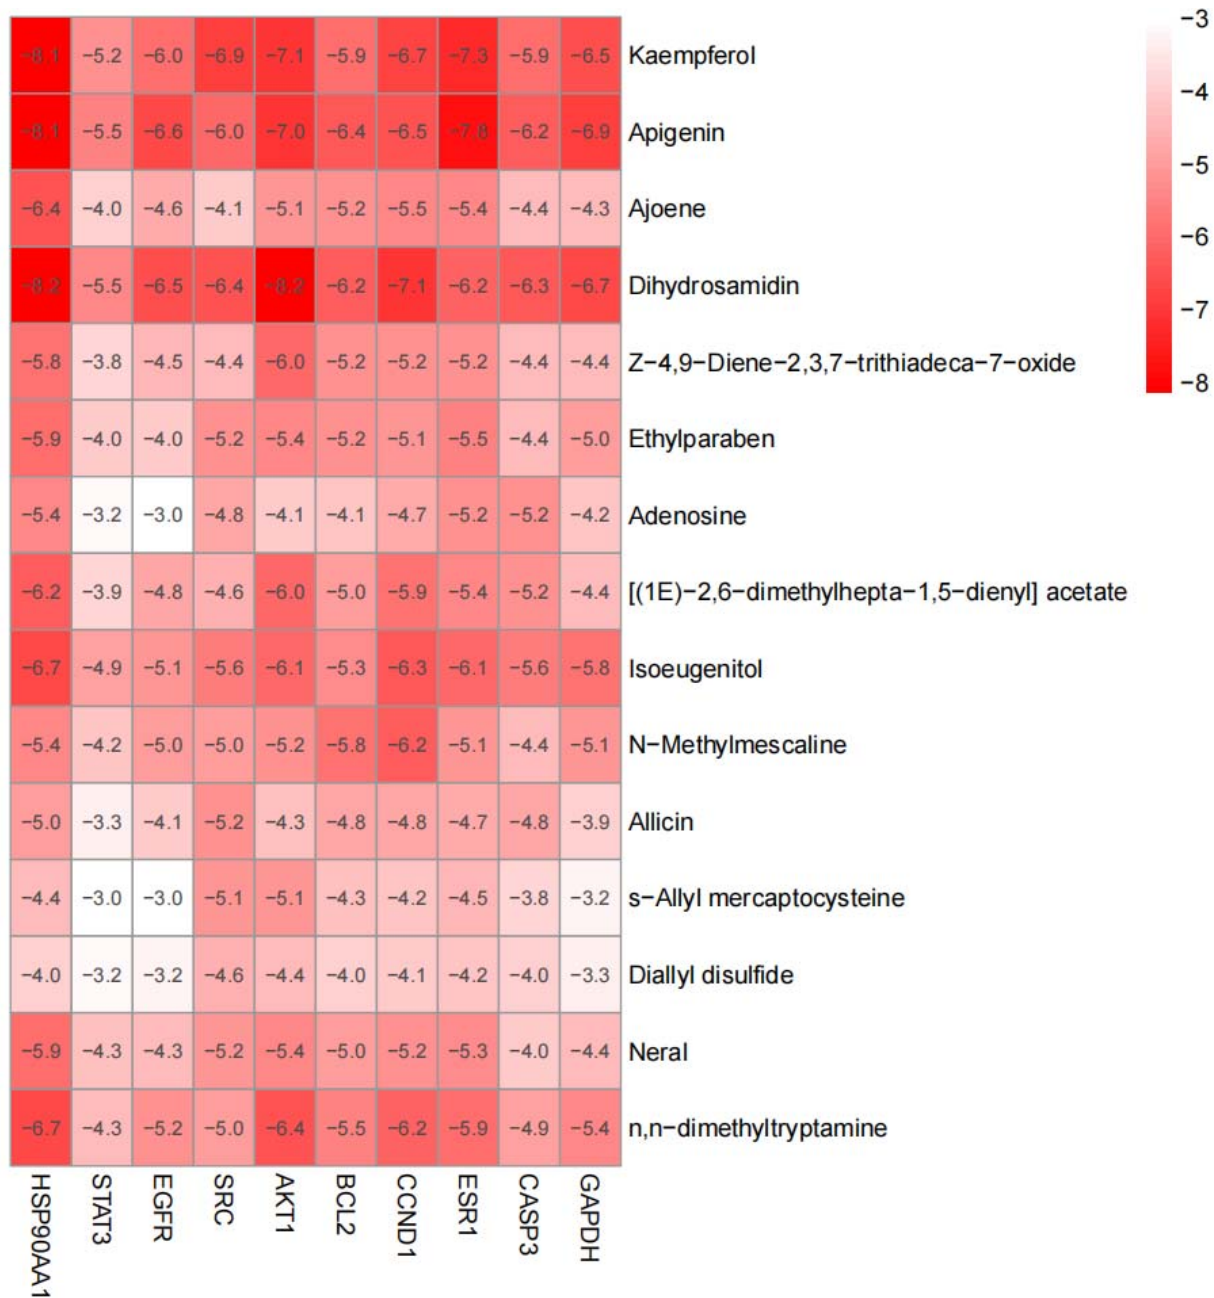 −8.1 −5.2 −6.0 −6.9 −7.1 −5.9 −6.7 −7.3 −5.9 −6.5 Kaempferol
−8.1 −5.5 −6.6 −6.0 −7.0 −6.4 −6.5 −7.8 −6.2 −6.9 Apigenin
−6.4 −4.0 −4.6 −4.1 −5.1 −5.2 −5.5 −5.4 −4.4 −4.3 Ajoene
−8.2 −5.5 −6.5 −6.4 −8.2 −6.2 −7.1 −6.2 −6.3 −6.7 Dihydrosamidin
−5.8 −3.8 −4.5 −4.4 −6.0 −5.2 −5.2 −5.2 −4.4 −4.4 Z−4,9−Diene−2,3,7−trithiadeca−7−oxide
−5.9 −4.0 −4.0 −5.2 −5.4 −5.2 −5.1 −5.5 −4.4 −5.0 Ethylparaben
−5.4 −3.2 −3.0 −4.8 −4.1 −4.1 −4.7 −5.2 −5.2 −4.2 Adenosine
−6.2 −3.9 −4.8 −4.6 −6.0 −5.0 −5.9 −5.4 −5.2 −4.4 [(1E)−2,6−dimethylhepta−1,5−dienyl] acetate
−6.7 −4.9 −5.1 −5.6 −6.1 −5.3 −6.3 −6.1 −5.6 −5.8 Isoeugenitol
−5.4 −4.2 −5.0 −5.0 −5.2 −5.8 −6.2 −5.1 −4.4 −5.1 N−Methylmescaline
−5.0 −3.3 −4.1 −5.2 −4.3 −4.8 −4.8 −4.7 −4.8 −3.9 Allicin
−4.4 −3.0 −3.0 −5.1 −5.1 −4.3 −4.2 −4.5 −3.8 −3.2 s−Allyl mercaptocysteine
−4.0 −3.2 −3.2 −4.6 −4.4 −4.0 −4.1 −4.2 −4.0 −3.3 Diallyl disulfide
−5.9 −4.3 −4.3 −5.2 −5.4 −5.0 −5.2 −5.3 −4.0 −4.4 Neral
−6.7 −4.3 −5.2 −5.0 −6.4 −5.5 −6.2 −5.9 −4.9 −5.4 n,n−dimethyltryptamine
HSP90AA1 STAT3 EGFR SRC AKT1 BCL2 CCND1 ESR1 CASP3 GAPDH
−3
−4
−5
−6
−7
−8